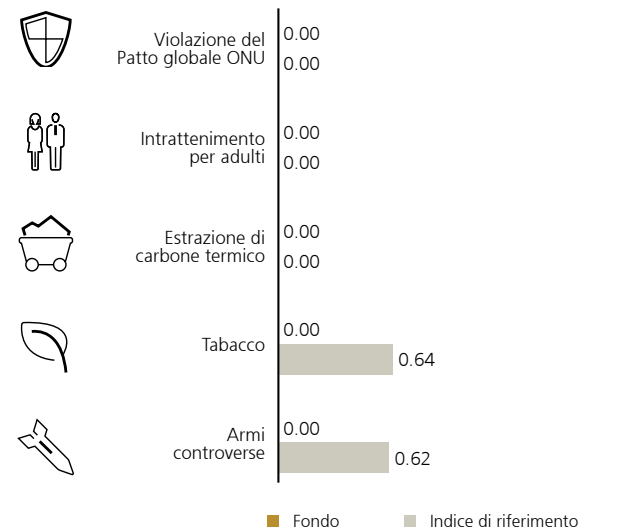 Violazione del
Patto globale ONU
0.00
0.00
Intrattenimento
per adulti
0.00
0.00
Estrazione di
carbone termico
0.00
0.00
Tabacco
0.00
0.64
Armi
controverse
0.00
0.62
Fondo
Indice di riferimento